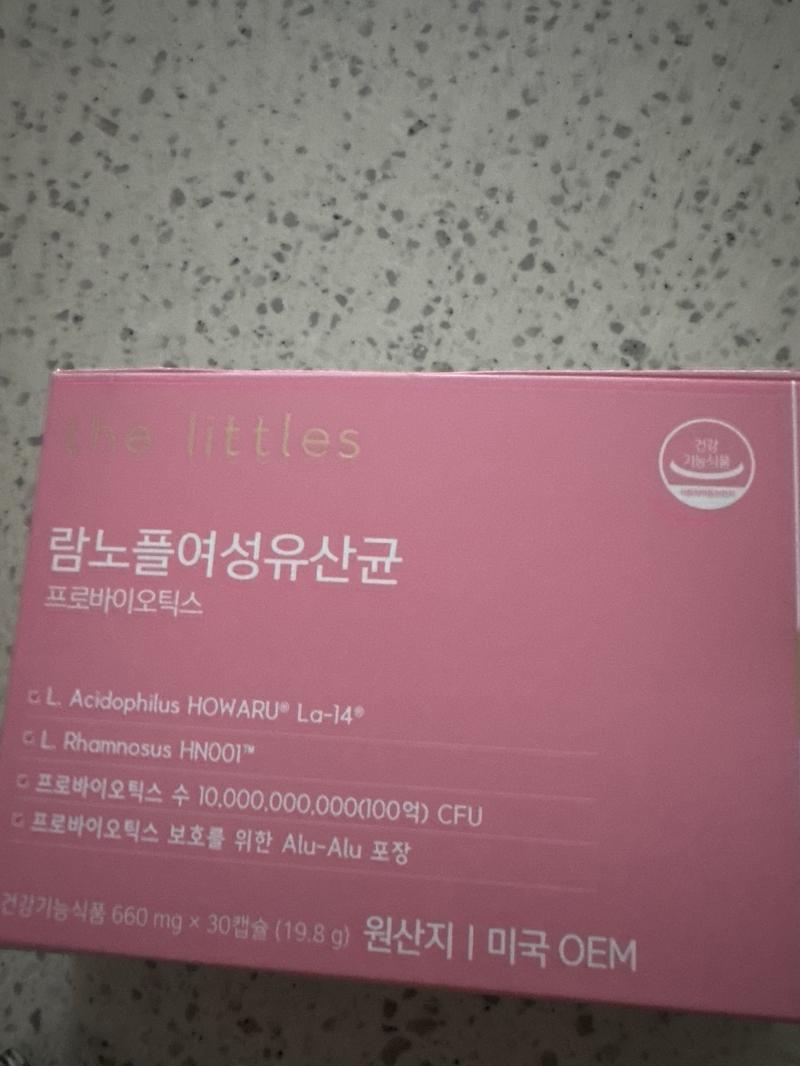 the littles
건강
기능식품
람노플여성유산균
프로바이오틱스
L. Acidophilus HOWARU® La-14®
L. Rhamnosus HN001™
프로바이오틱스 수 10,000,000,000(100억) CFU
프로바이오틱스 보호를 위한 Alu-Alu 포장
건강기능식품 660 mg × 30캡슐 (19.8 g) 원산지 | 미국 OEM